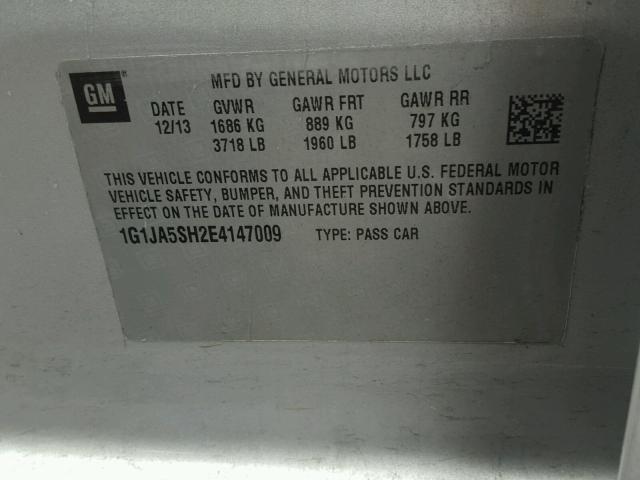 GM
MFD BY GENERAL MOTORS LLC
DATE GVWR GAWR FRT GAWR RR
12/13 1686 KG 889 KG 797 KG
3718 LB 1960 LB 1758 LB
THIS VEHICLE CONFORMS TO ALL APPLICABLE U.S. FEDERAL MOTOR
VEHICLE SAFETY, BUMPER, AND THEFT PREVENTION STANDARDS IN
EFFECT ON THE DATE OF MANUFACTURE SHOWN ABOVE.
1G1JA5SH2E4147009 TYPE: PASS CAR